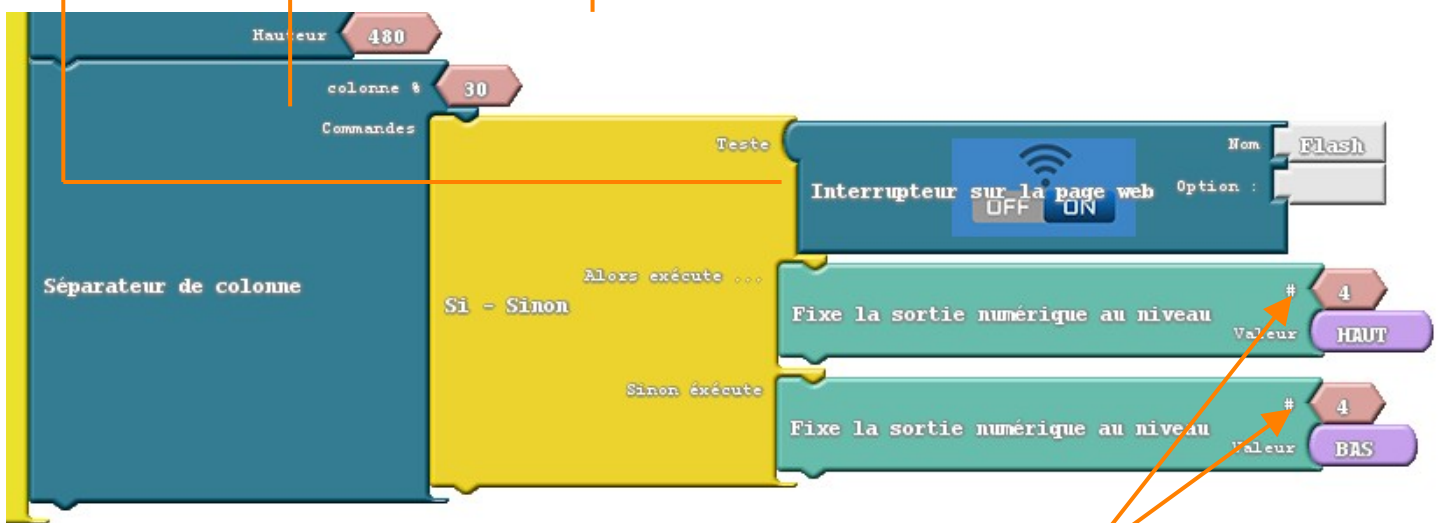 Hauteur 480
colonne % 30
Commandes
Teste
Nom Flash
Interrupteur sur la page web Option :
OFF ON
Séparateur de colonne
Si - Sinon
Alors exécute ...
Fixe la sortie numérique au niveau
# 4
Valeur HAUT
Sinon éxécute
Fixe la sortie numérique au niveau
# 4
Valeur BAS